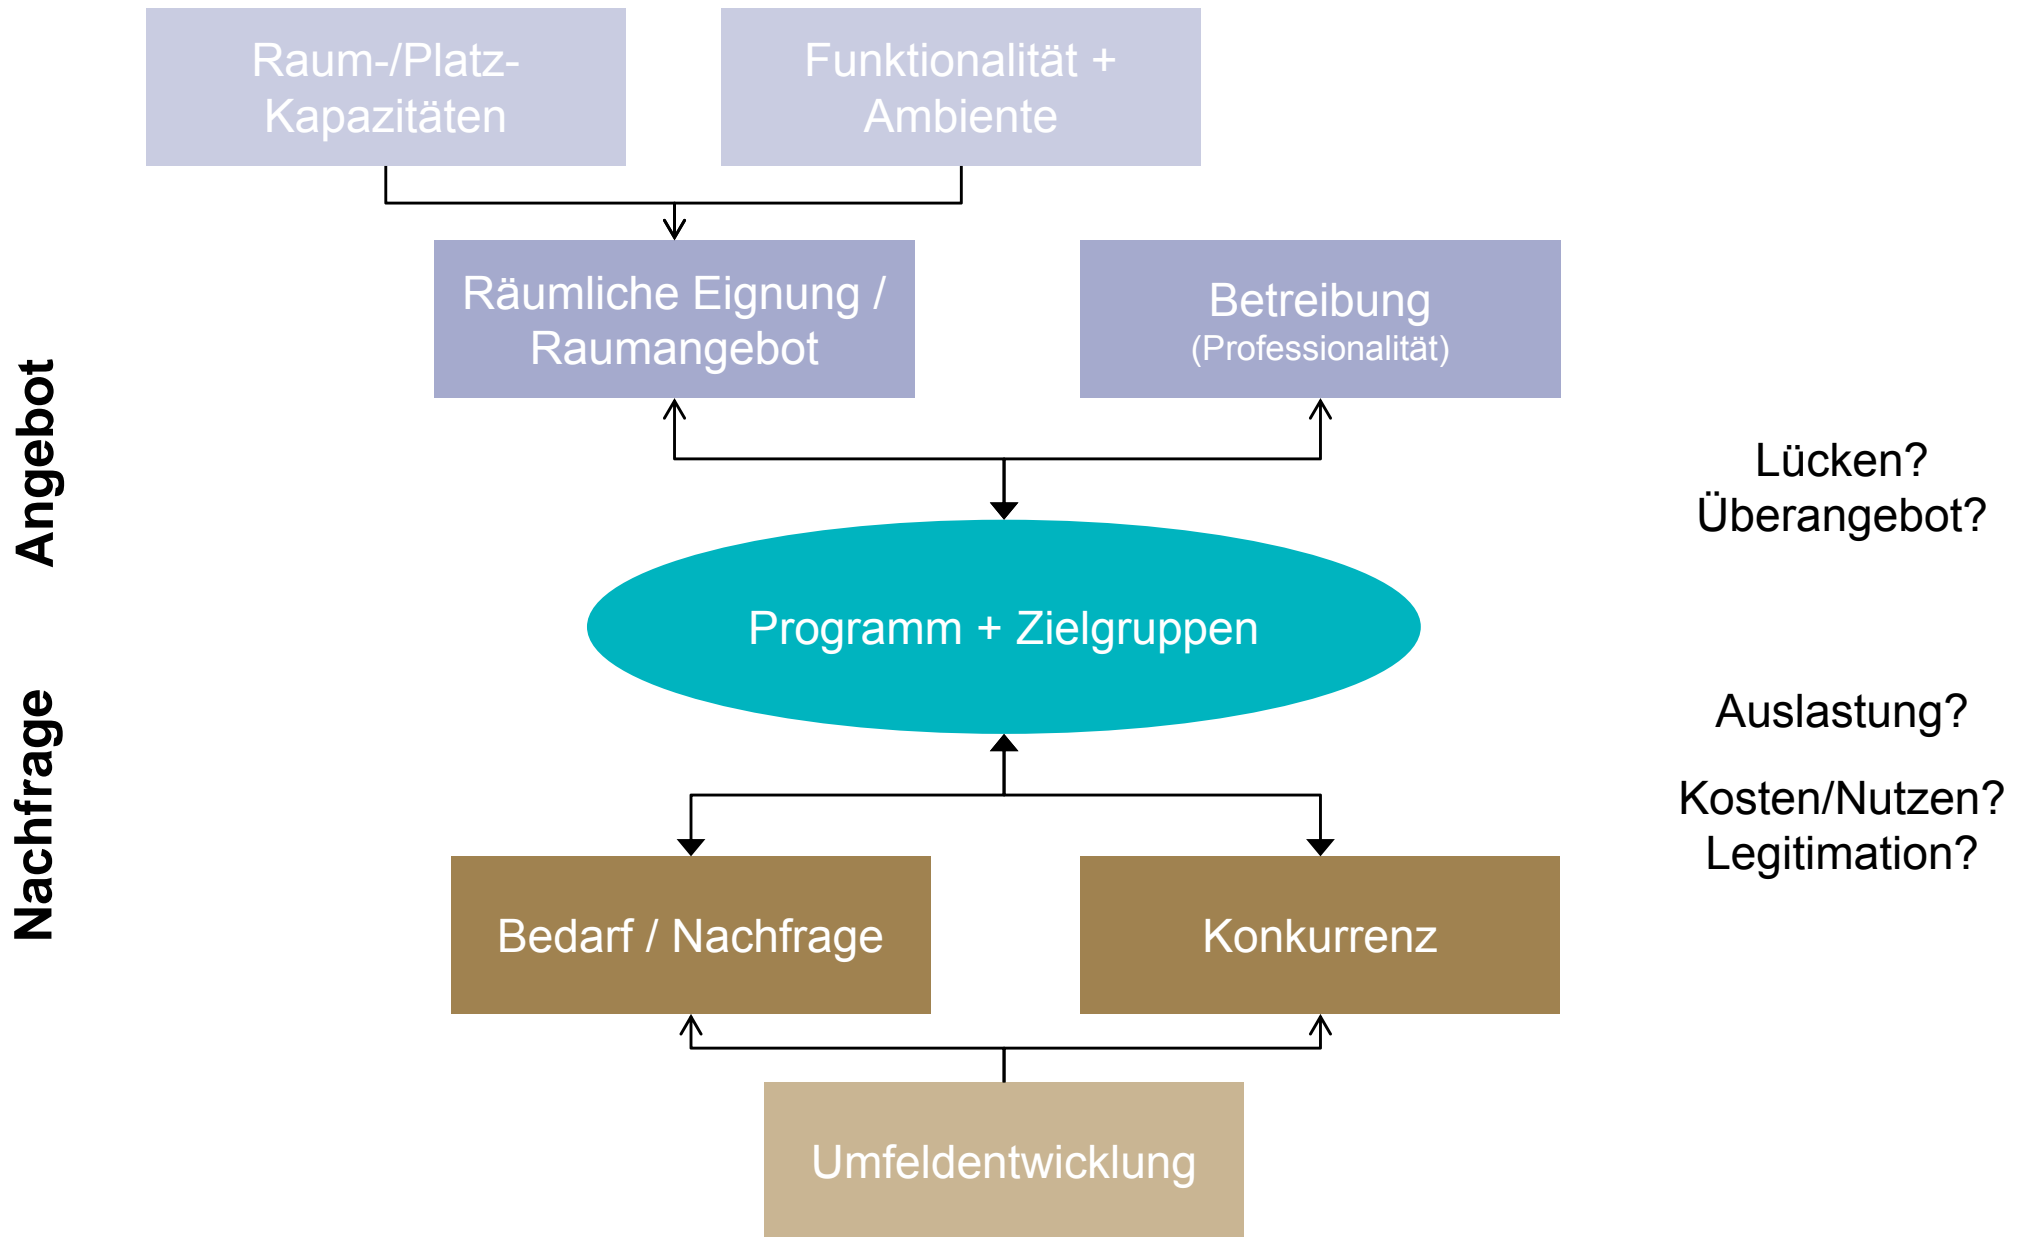 Raum-/Platz-
Kapazitäten
Funktionalität +
Ambiente
Räumliche Eignung /
Raumangebot
Betreibung
(Professionalität)
Angebot
Lücken?
Überangebot?
Programm + Zielgruppen
Nachfrage
Auslastung?
Kosten/Nutzen?
Legitimation?
Bedarf / Nachfrage
Konkurrenz
Umfeldentwicklung